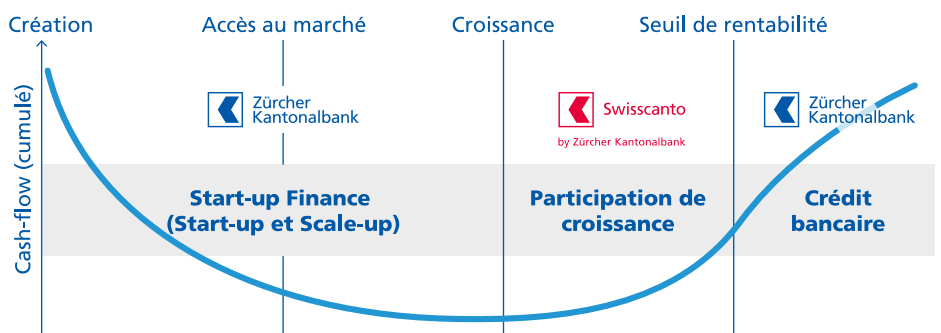 Création
Accès au marché
Croissance
Seuil de rentabilité
Cash-flow (cumulé)
Zürcher
Kantonalbank
Swisscanto
by Zürcher Kantonalbank
Zürcher
Kantonalbank
Start-up Finance
(Start-up et Scale-up)
Participation de
croissance
Crédit
bancaire